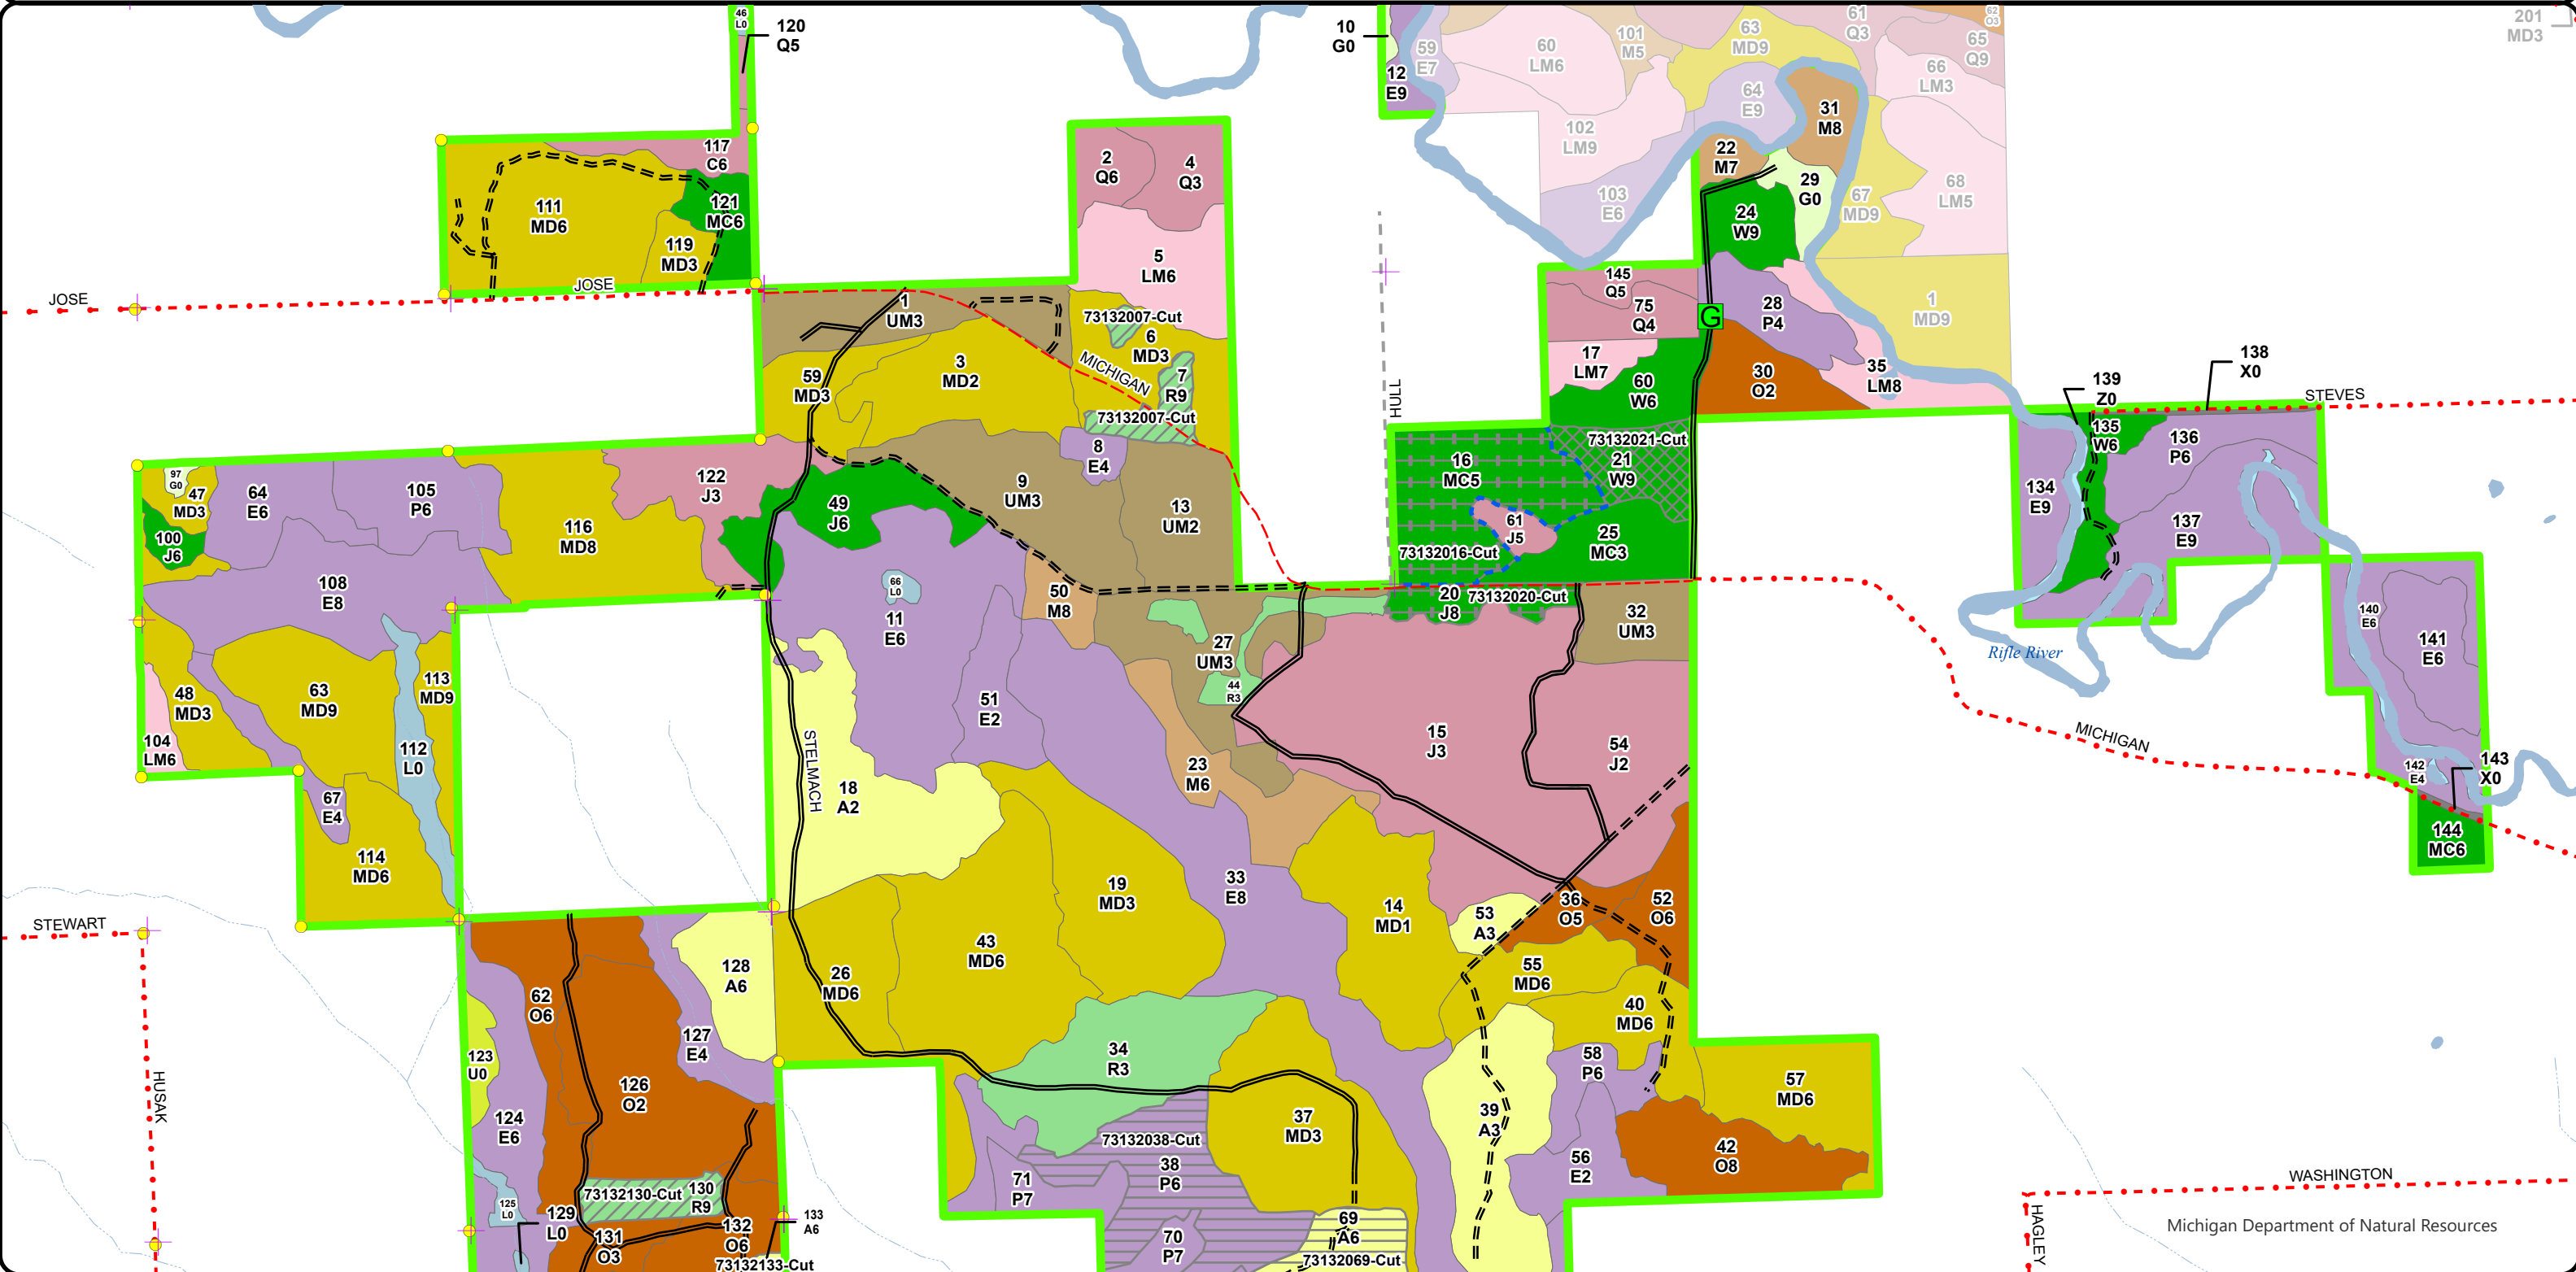 46
L0
120
Q5
10
G0
12
E9
59
E7
60
LM6
101
M5
63
MD9
61
Q3
62
O3
65
Q9
66
LM3
201
MD3
64
E9
31
M8
102
LM9
22
M7
29
G0
103
E6
67
MD9
68
LM5
24
W9
117
C6
111
MD6
121
MC6
119
MD3
2
Q6
4
Q3
5
LM6
JOSE
JOSE
1
UM3
73132007-Cut
6
MD3
MICHIGAN
7
R9
73132007-Cut
59
MD3
3
MD2
HULL
145
Q5
75
Q4
G
28
P4
1
MD9
17
LM7
60
W6
30
O2
35
LM8
139
Z0
138
X0
STEVES
135
W6
136
P6
134
E9
137
E9
97
G0
47
MD3
64
E6
105
P6
100
J6
116
MD8
122
J3
49
J6
9
UM3
8
E4
13
UM2
16
MC5
73132021-Cut
21
W9
61
J5
73132016-Cut
25
MC3
20
J8
73132020-Cut
32
UM3
108
E8
66
L0
11
E6
50
M8
27
UM3
44
R3
140
E6
141
E6
Rifle River
48
MD3
63
MD9
113
MD9
104
LM6
112
L0
STELMACH
51
E2
18
A2
23
M6
15
J3
54
J2
MICHIGAN
142
E4
143
X0
144
MC6
67
E4
114
MD6
19
MD3
33
E8
14
MD1
53
A3
36
O5
52
O6
STEWART
HUSAK
128
A6
62
O6
26
MD6
43
MD6
55
MD6
40
MD6
123
U0
127
E4
126
O2
124
E6
34
R3
37
MD3
39
A3
58
P6
57
MD6
73132038-Cut
38
P6
71
P7
56
E2
42
O8
73132130-Cut
130
R9
125
L0
129
L0
131
O3
132
O6
133
A6
73132133-Cut
70
P7
69
A6
73132069-Cut
WASHINGTON
HAGLEY
Michigan Department of Natural Resources